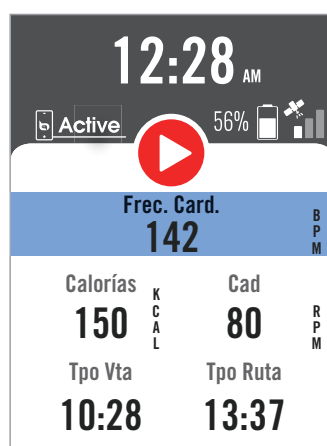 12:28 AM
b Active 56%
Frec. Card.
142 BPM
Calorías Cad
150 KCAL 80 RPM
Tpo Vta Tpo Ruta
10:28 13:37